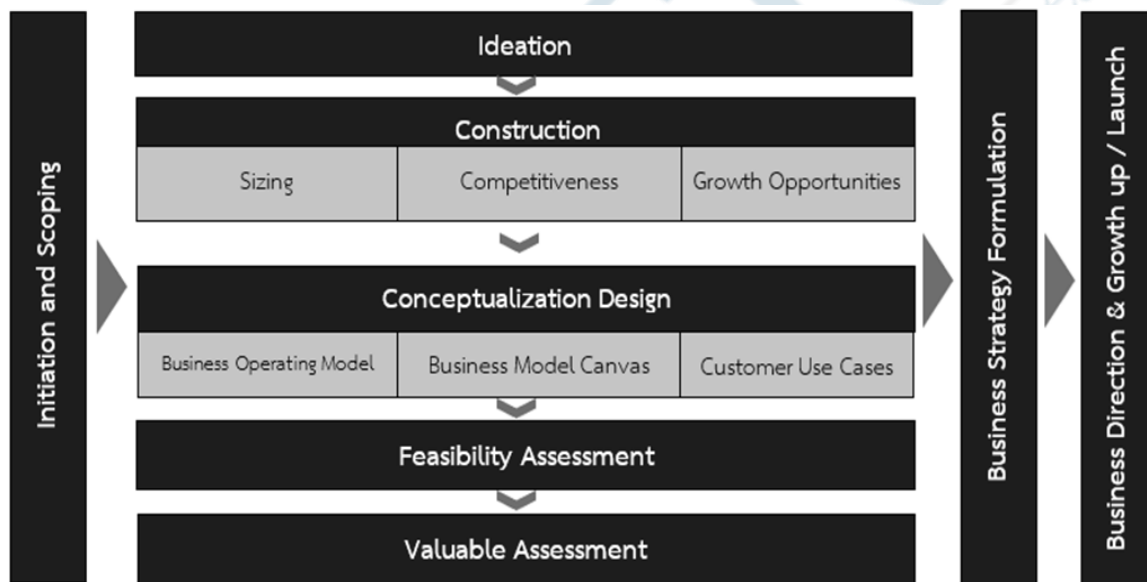 Initiation and Scoping
Ideation
Construction
Sizing
Competitiveness
Growth Opportunities
Conceptualization Design
Business Operating Model
Business Model Canvas
Customer Use Cases
Feasibility Assessment
Valuable Assessment
Business Strategy Formulation
Business Direction & Growth up / Launch